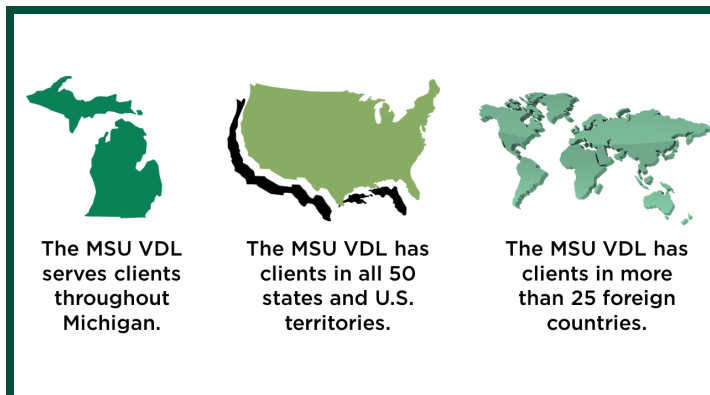 The MSU VDL
serves clients
throughout
Michigan.
The MSU VDL has
clients in all 50
states and U.S.
territories.
The MSU VDL has
clients in more
than 25 foreign
countries.